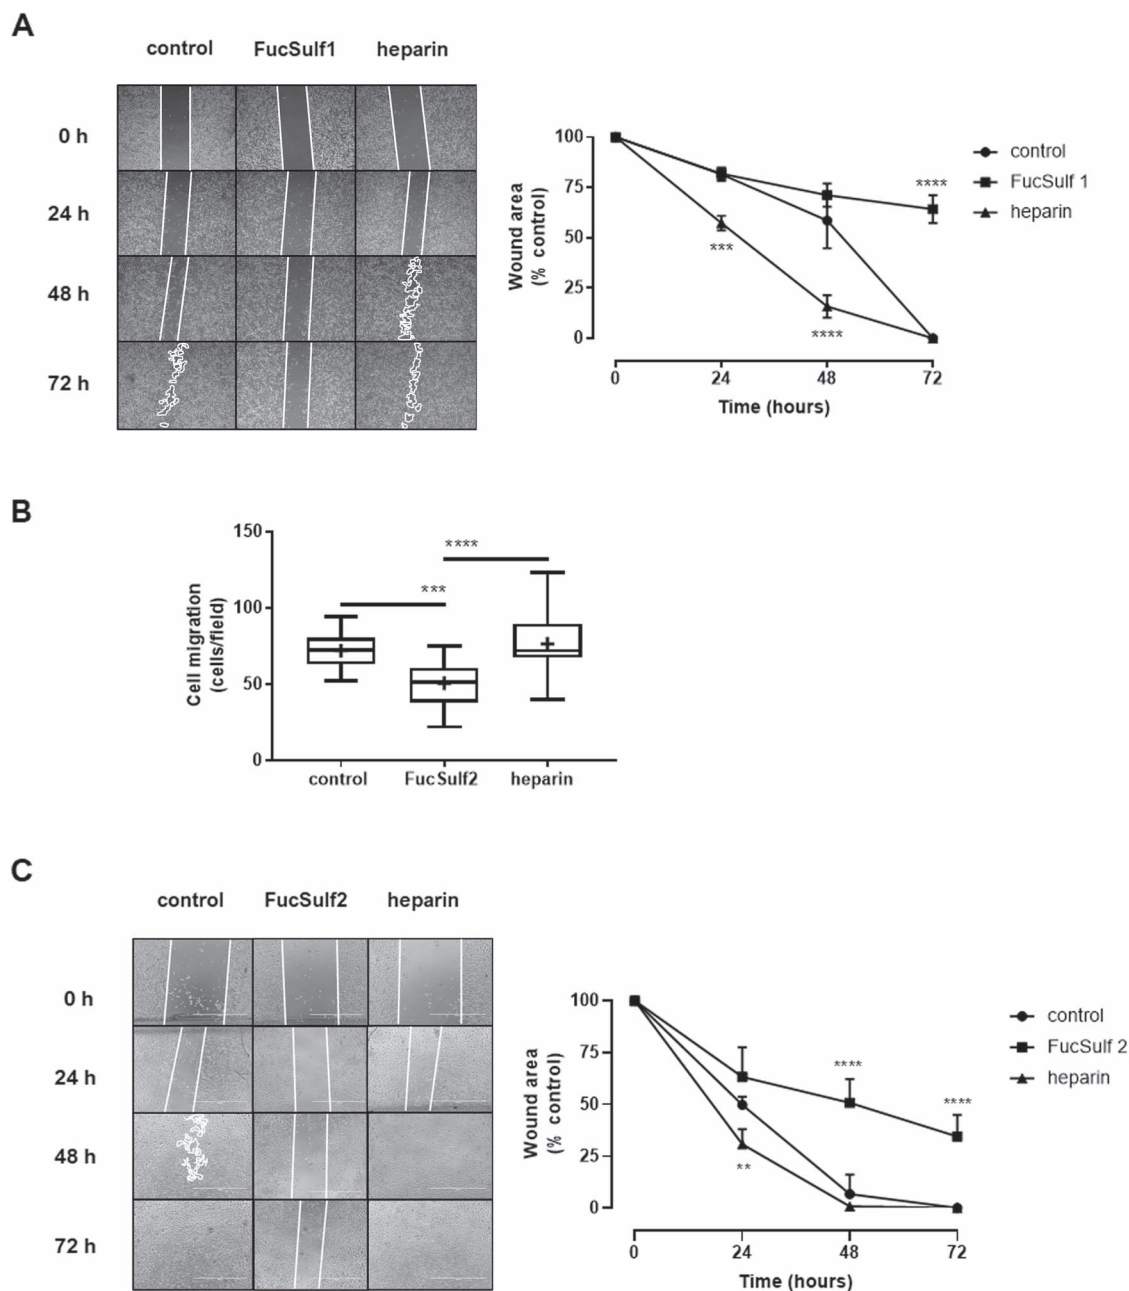 A
control FucSulf1 heparin
0 h
24 h
48 h
72 h
Wound area
(% control)
100
75
50
25
0
***
****
****
0 24 48 72
Time (hours)
control
FucSulf 1
heparin
B
Cell migration
(cells/field)
150
100
50
0
***
****
control FucSulf2 heparin
C
control FucSulf2 heparin
0 h
24 h
48 h
72 h
Wound area
(% control)
100
75
50
25
0
**
****
****
0 24 48 72
Time (hours)
control
FucSulf 2
heparin